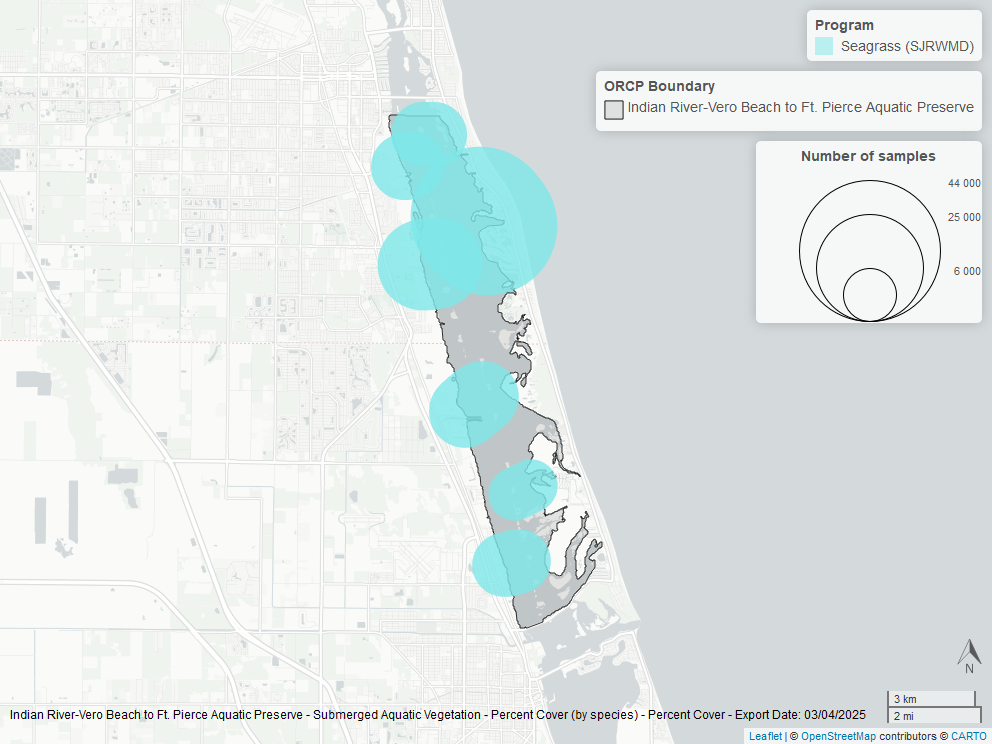 Program
Seagrass (SJRWMD)
ORCP Boundary
Indian River-Vero Beach to Ft. Pierce Aquatic Preserve
Number of samples
44 000
25 000
6 000
N
3 km
2 mi
Indian River-Vero Beach to Ft. Pierce Aquatic Preserve - Submerged Aquatic Vegetation - Percent Cover (by species) - Percent Cover - Export Date: 03/04/2025
Leaflet | © OpenStreetMap contributors © CARTO